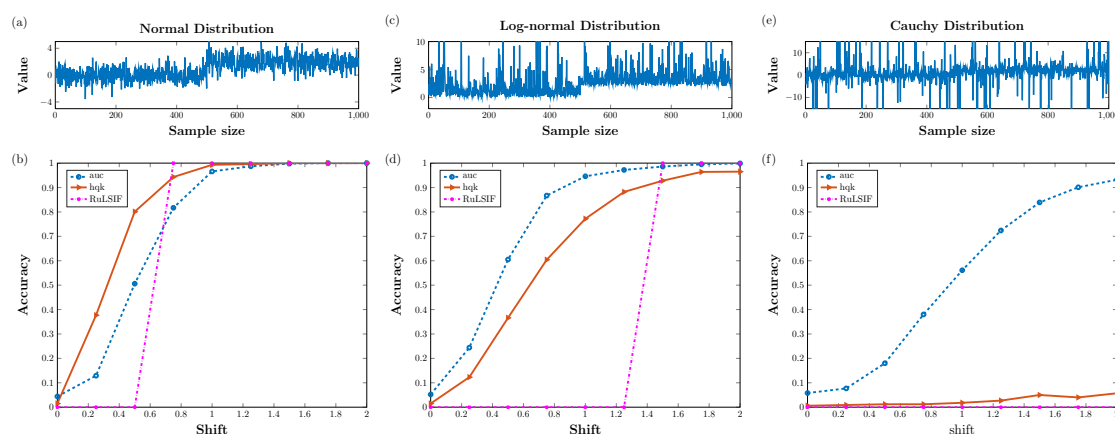 (a)
Normal Distribution
4
0
−4
Value
0 200 400 600 800 1,000
Sample size
(c)
Log-normal Distribution
10
5
0
Value
0 200 400 600 800 1,000
Sample size
(e)
Cauchy Distribution
10
0
−10
Value
0 200 400 600 800 1,000
Sample size
(b)
1
0.9
0.8
0.7
0.6
0.5
0.4
0.3
0.2
0.1
0
Accuracy
auc
hqk
RuLSIF
0 0.2 0.4 0.6 0.8 1 1.2 1.4 1.6 1.8 2
Shift
(d)
1
0.9
0.8
0.7
0.6
0.5
0.4
0.3
0.2
0.1
0
Accuracy
auc
hqk
RuLSIF
0 0.2 0.4 0.6 0.8 1 1.2 1.4 1.6 1.8 2
Shift
(f)
1
0.9
0.8
0.7
0.6
0.5
0.4
0.3
0.2
0.1
0
Accuracy
auc
hqk
RuLSIF
0 0.2 0.4 0.6 0.8 1 1.2 1.4 1.6 1.8 2
shift